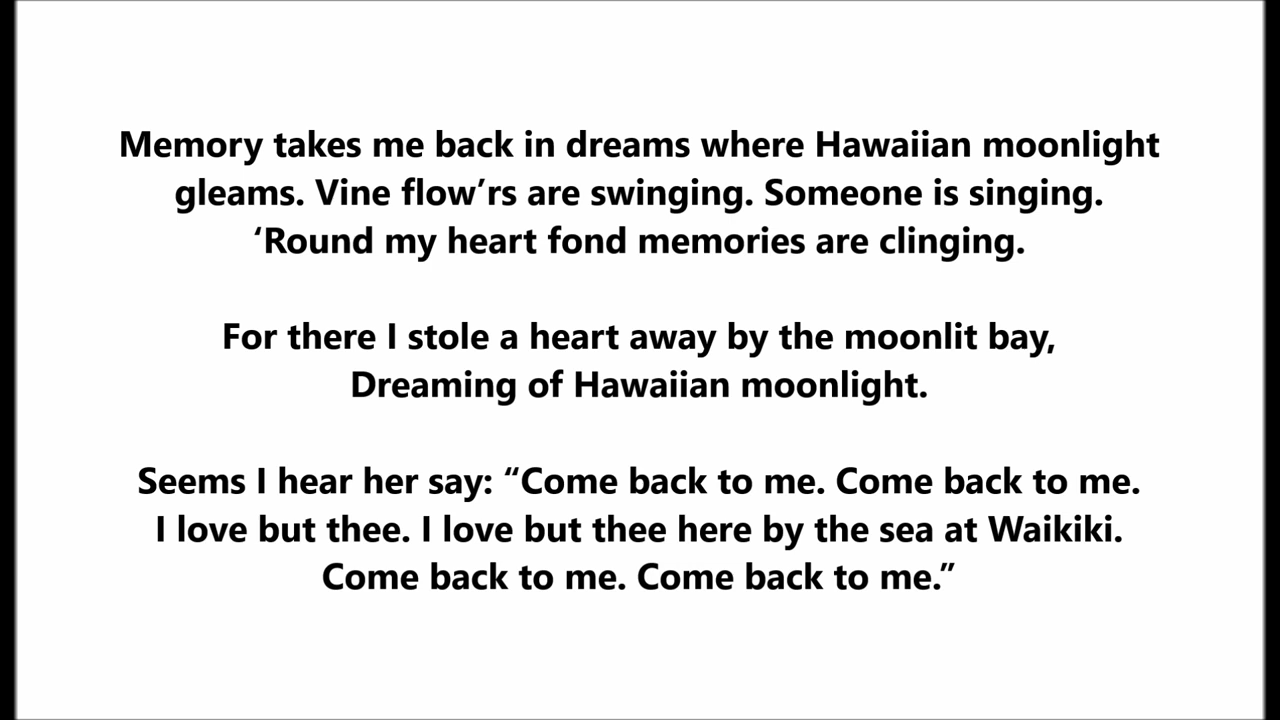 Memory takes me back in dreams where Hawaiian moonlight
gleams. Vine flow’rs are swinging. Someone is singing.
‘Round my heart fond memories are clinging.
For there I stole a heart away by the moonlit bay,
Dreaming of Hawaiian moonlight.
Seems I hear her say: “Come back to me. Come back to me.
I love but thee. I love but thee here by the sea at Waikiki.
Come back to me. Come back to me.”